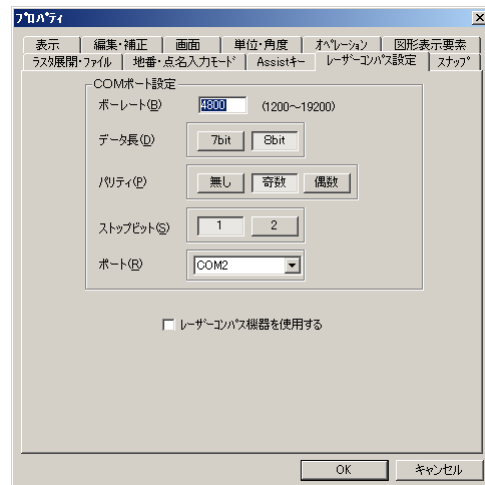 プロパティ
表示 編集・補正 画面 単位・角度 オペレーション 図形表示要素
ラスタ展開・ファイル 地番・点名入力モード Assistキー レーザーコンパス設定 スナップ
COMポート設定
ボーレート(B) 4800 (1200～19200)
データ長(D) 7bit 8bit
パリティ(P) 無し 奇数 偶数
ストップビット(S) 1 2
ポート(R) COM2
レーザーコンパス機器を使用する
OK キャンセル